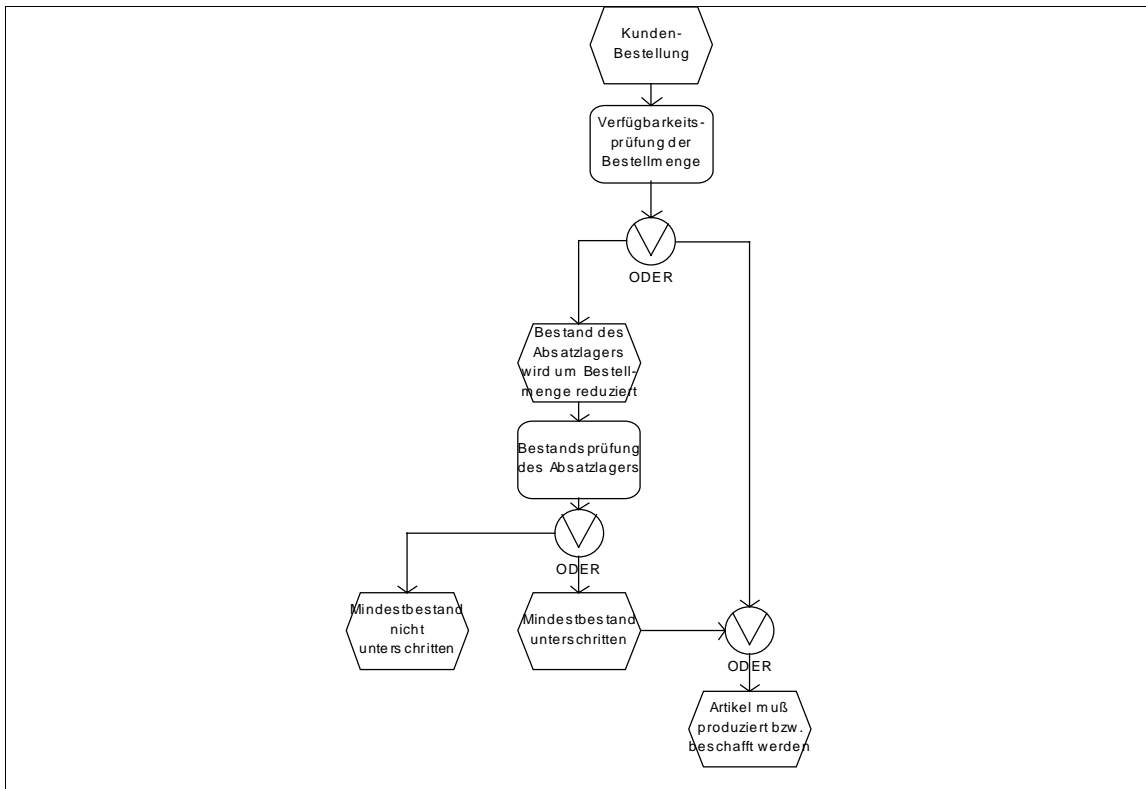 Kunden-
Bestellung
Verfügbarkeits-
prüfung der
Bestellmenge
ODER
Bestand des
Absatzlagers
wird um Bestell-
menge reduziert
Bestandsprüfung
des Absatzlagers
ODER
Mindestbestand
nicht
unterschritten
Mindestbestand
unterschritten
ODER
Artikel muß
produziert bzw.
beschafft werden